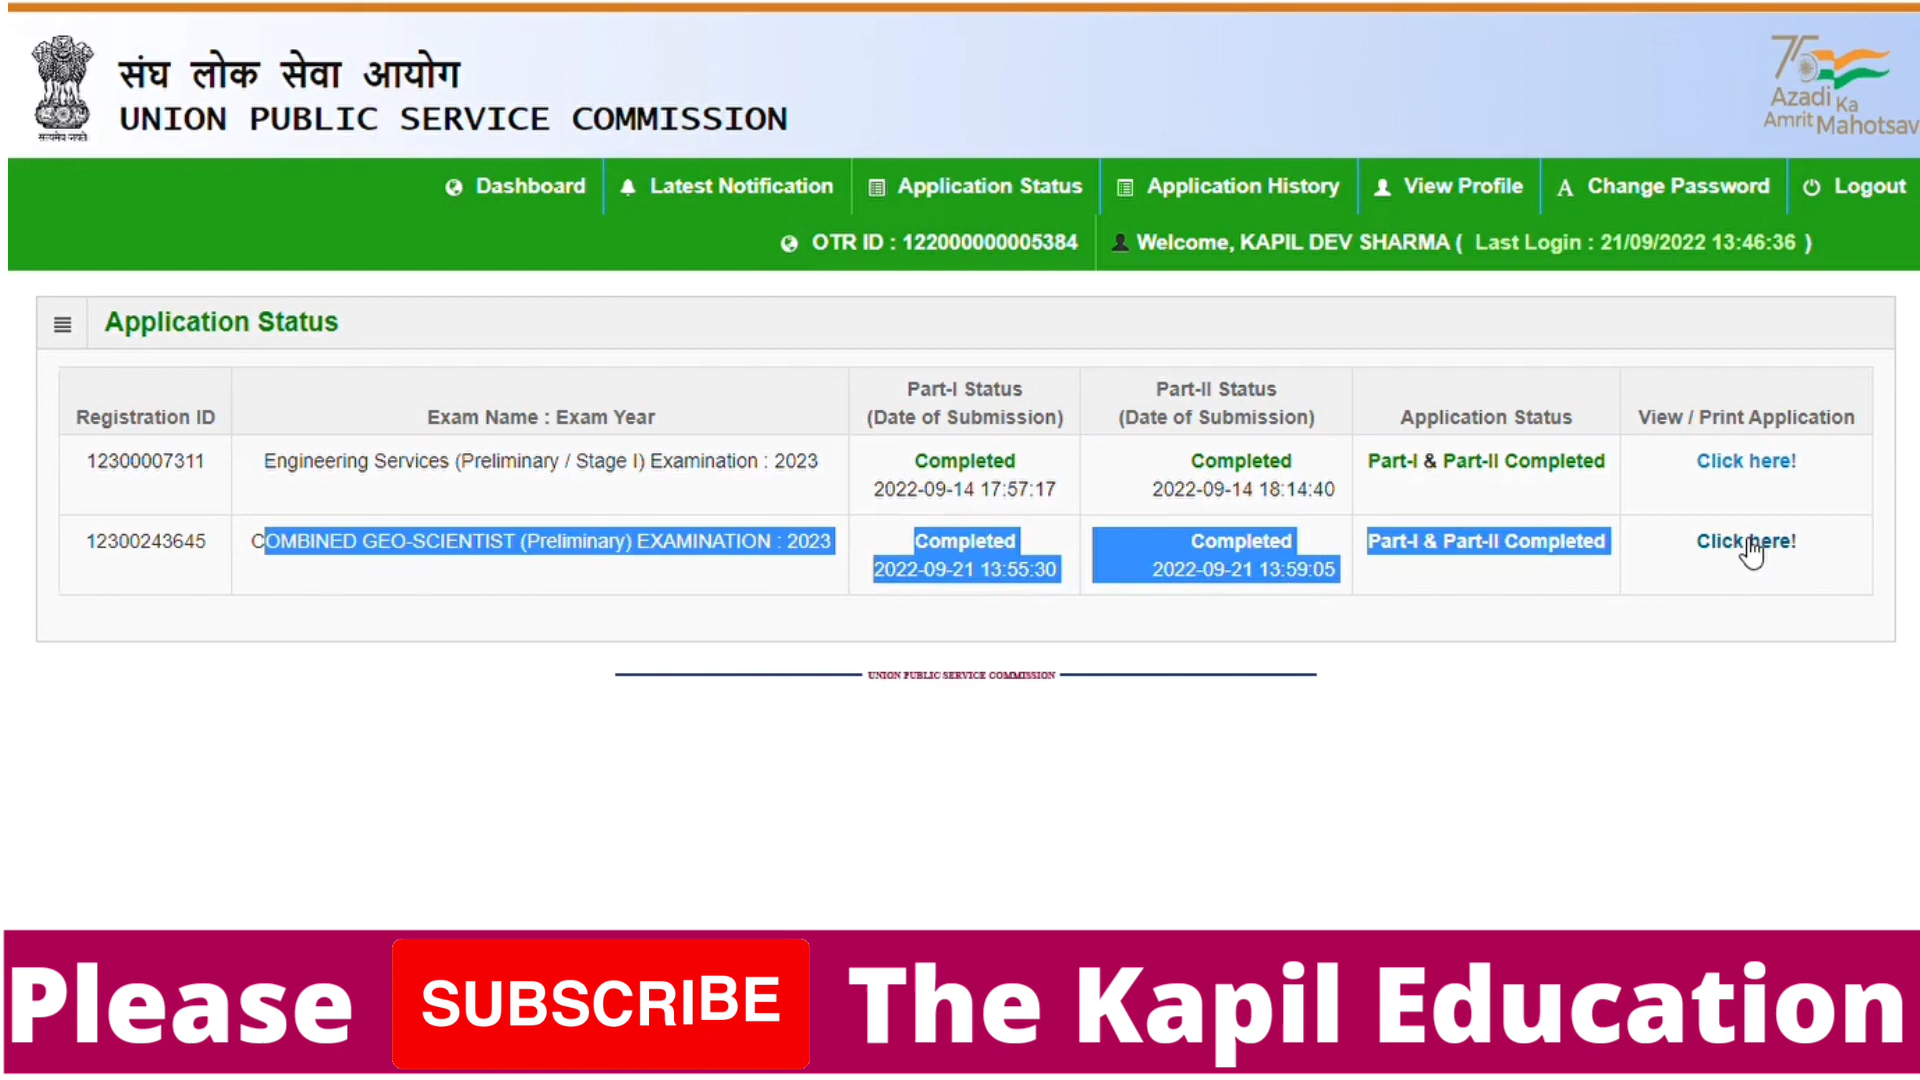 संघ लोक सेवा आयोग
UNION PUBLIC SERVICE COMMISSION
सत्यमेव जयते
75
Azadi Ka
Amrit Mahotsav
Dashboard Latest Notification Application Status Application History View Profile A Change Password Logout
OTR ID : 122000000005384 Welcome, KAPIL DEV SHARMA ( Last Login : 21/09/2022 13:46:36 )
Application Status
Registration ID Exam Name : Exam Year Part-I Status (Date of Submission) Part-II Status (Date of Submission) Application Status View / Print Application
12300007311 Engineering Services (Preliminary / Stage I) Examination : 2023 Completed Completed Part-I & Part-II Completed Click here!
2022-09-14 17:57:17 2022-09-14 18:14:40
12300243645 COMBINED GEO-SCIENTIST (Preliminary) EXAMINATION : 2023 Completed Completed Part-I & Part-II Completed Click here!
2022-09-21 13:55:30 2022-09-21 13:59:05
UNION PUBLIC SERVICE COMMISSION
Please SUBSCRIBE The Kapil Education